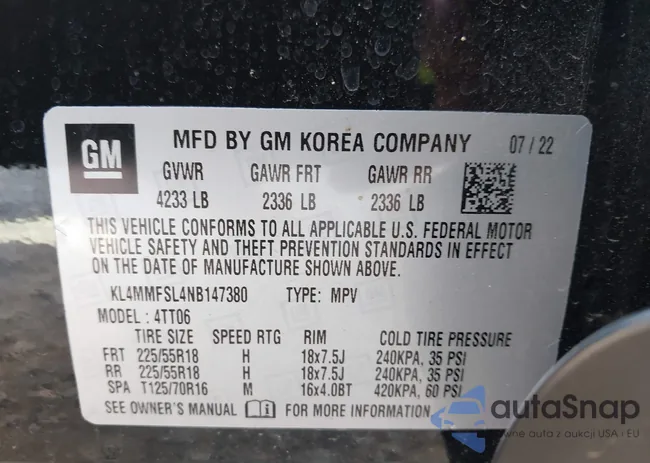 GM
MFD BY GM KOREA COMPANY 07 / 22
GVWR GAWR FRT GAWR RR
4233 LB 2336 LB 2336 LB
THIS VEHICLE CONFORMS TO ALL APPLICABLE U.S. FEDERAL MOTOR
VEHICLE SAFETY AND THEFT PREVENTION STANDARDS IN EFFECT
ON THE DATE OF MANUFACTURE SHOWN ABOVE.
KL4MMFSL4NB147380 TYPE: MPV
MODEL : 4TT06
TIRE SIZE SPEED RTG RIM COLD TIRE PRESSURE
FRT 225/55R18 H 18x7.5J 240KPA, 35 PSI
RR 225/55R18 H 18x7.5J 240KPA, 35 PSI
SPA T125/70R16 M 16x4.0BT 420KPA, 60 PSI
SEE OWNER'S MANUAL FOR MORE INFORMATION
autaSnap
auta z aukcji USA i EU